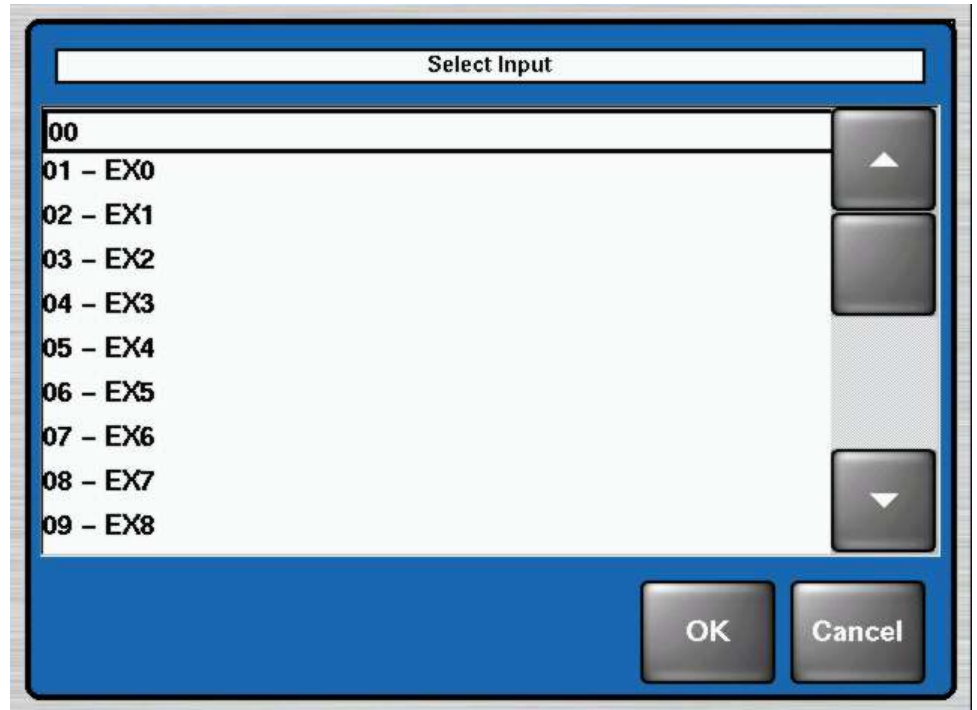 Select Input
00
01 – EX0
02 – EX1
03 – EX2
04 – EX3
05 – EX4
06 – EX5
07 – EX6
08 – EX7
09 – EX8
OK
Cancel